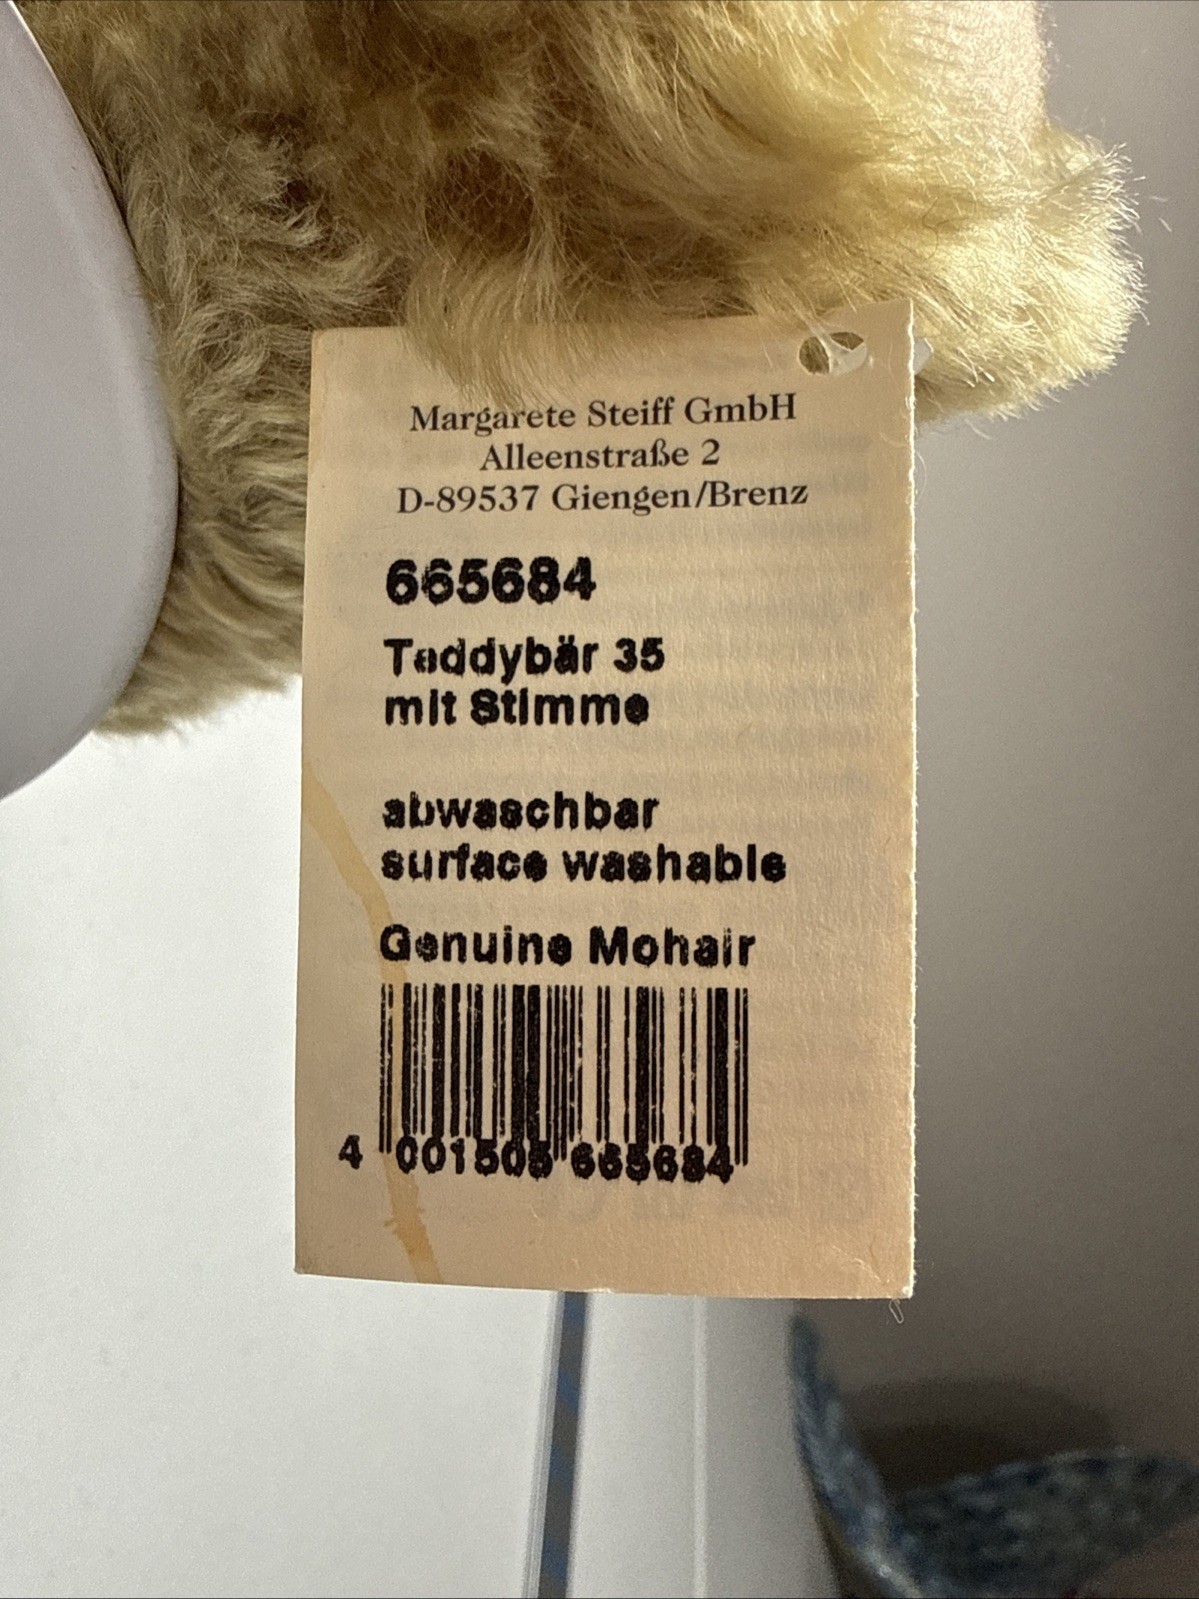 Margarete Steiff GmbH
Alleenstraße 2
D-89537 Giengen/Brenz
665684
Teddybär 35
mit Stimme
abwaschbar
surface washable
Genuine Mohair
4 001505 665684